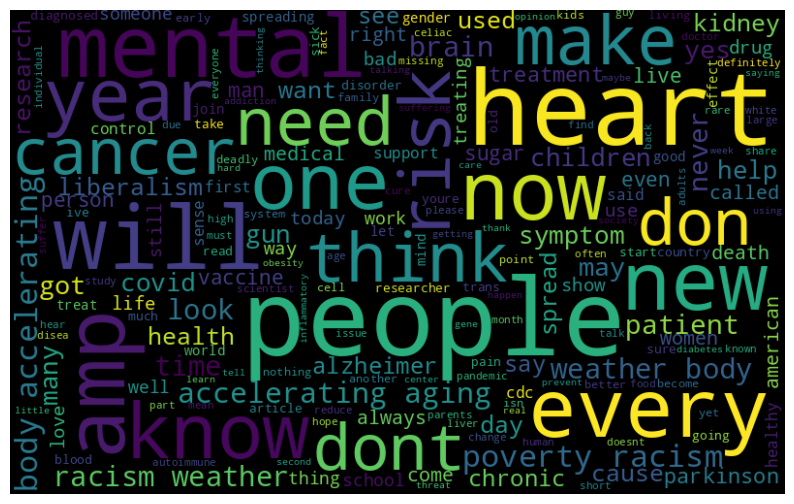 diagnosed someone early spreading see gender used opinion kids guy living kidney
mental make
research individual year need risk brain right bad celiac man want disorder join family addiction
everyone sick fact missing talking treatment treating live yes drug doctor effect definitely maybe saying
heart
cancer control due take deadly hard medical support sugar children never rare white large
accelerating liberalism person first one now old find back week share good even help called
will still sense today gun way work let youre please mind cure suffering care adults society using
think symptom said use don
live suffer high system must read age obesity getting thank point often start country death
got covid vaccine scientist cell researcher trans happen spread may show new
treat study life look people patient
hear disea much health issue inflammatory gene month talk women american
many time world nothing alzheimer pain pandemic say weather body sure diabetes known
amp tell another center cdc isn prevent better food become
body accelerating little love well learn part mean article reduce accelerating aging real every yet healthy
know hope always parents liver day change human doesnt going
blood autoimmune second dont threat come poverty racism short
racism weather thing school chronic cause parkinson